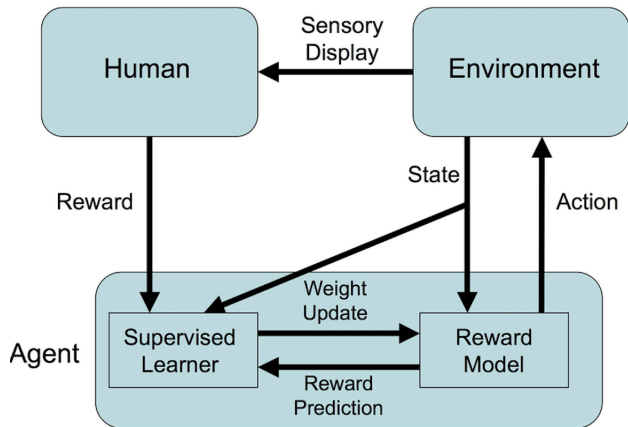 Sensory
Display
Human
Environment
State
Reward
Action
Weight
Update
Agent
Supervised
Learner
Reward
Model
Reward
Prediction